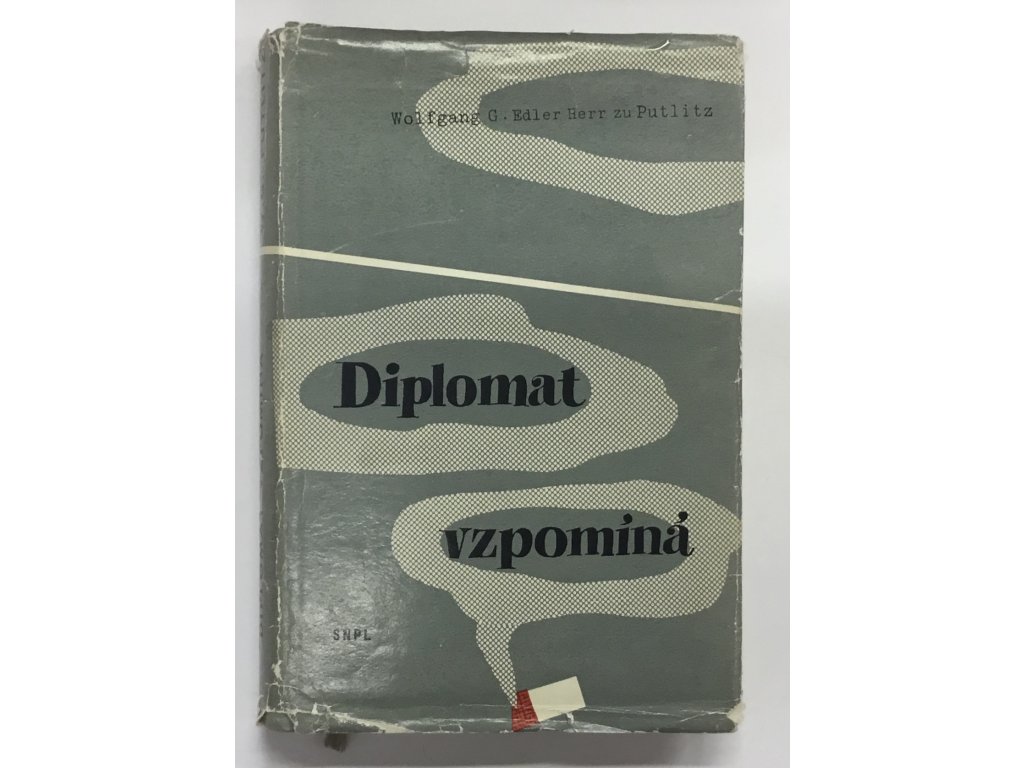 Wolfgang G. Edler Herr zu Putlitz
Diplomat
vzpomíná
SNPL